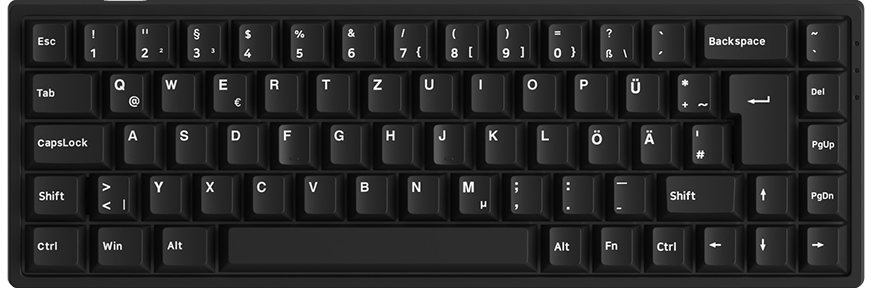 Esc ! 1 " 2 ² § 3 ³ $ 4 % 5 & 6 / 7 { ( 8 [ ) 9 ] = 0 } ? ß \ ` ´ Backspace ~ `
Tab Q @ W E € R T Z U I O P Ü * + ~ Del
CapsLock A S D F G H J K L Ö Ä ' # PgUp
Shift > < | Y X C V B N M µ ; , : . _ - Shift ↑ PgDn
Ctrl Win Alt Alt Fn Ctrl ← ↓ →